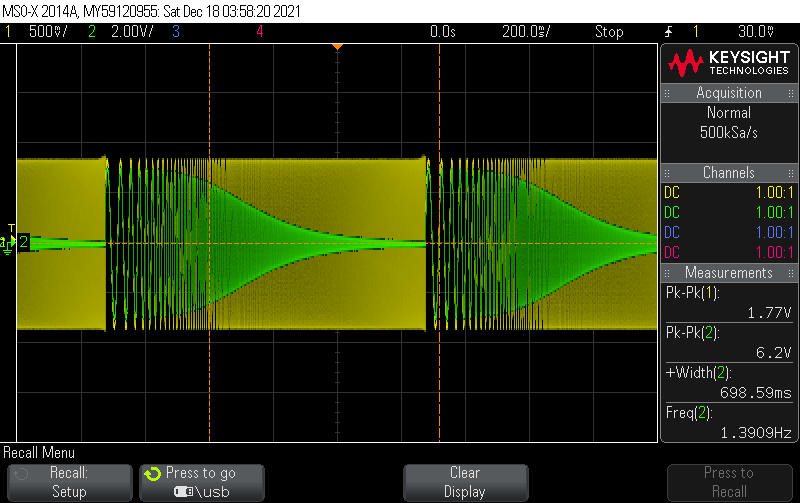 MSO-X 2014A, MY59120955: Sat Dec 18 03:58:20 2021
1 500mV/ 2 2.00V/ 3 4 0.0s 200.0ms/ Stop 1 30.0mV
KEYSIGHT
TECHNOLOGIES
Acquisition
Normal
500kSa/s
Channels
DC 1.00:1
DC 1.00:1
DC 1.00:1
DC 1.00:1
Measurements
Pk-Pk(1):
1.77V
Pk-Pk(2):
6.2V
+Width(2):
698.59ms
Freq(2):
1.3909Hz
T
2
Recall Menu
Recall:
Setup
Press to go
\usb
Clear
Display
Press to
Recall